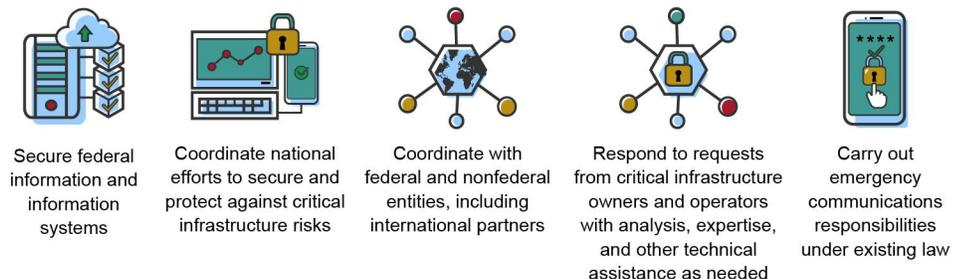 ****
Secure federal
information and
information
systems
Coordinate national
efforts to secure and
protect against critical
infrastructure risks
Coordinate with
federal and nonfederal
entities, including
international partners
Respond to requests
from critical infrastructure
owners and operators
with analysis, expertise,
and other technical
assistance as needed
Carry out
emergency
communications
responsibilities
under existing law